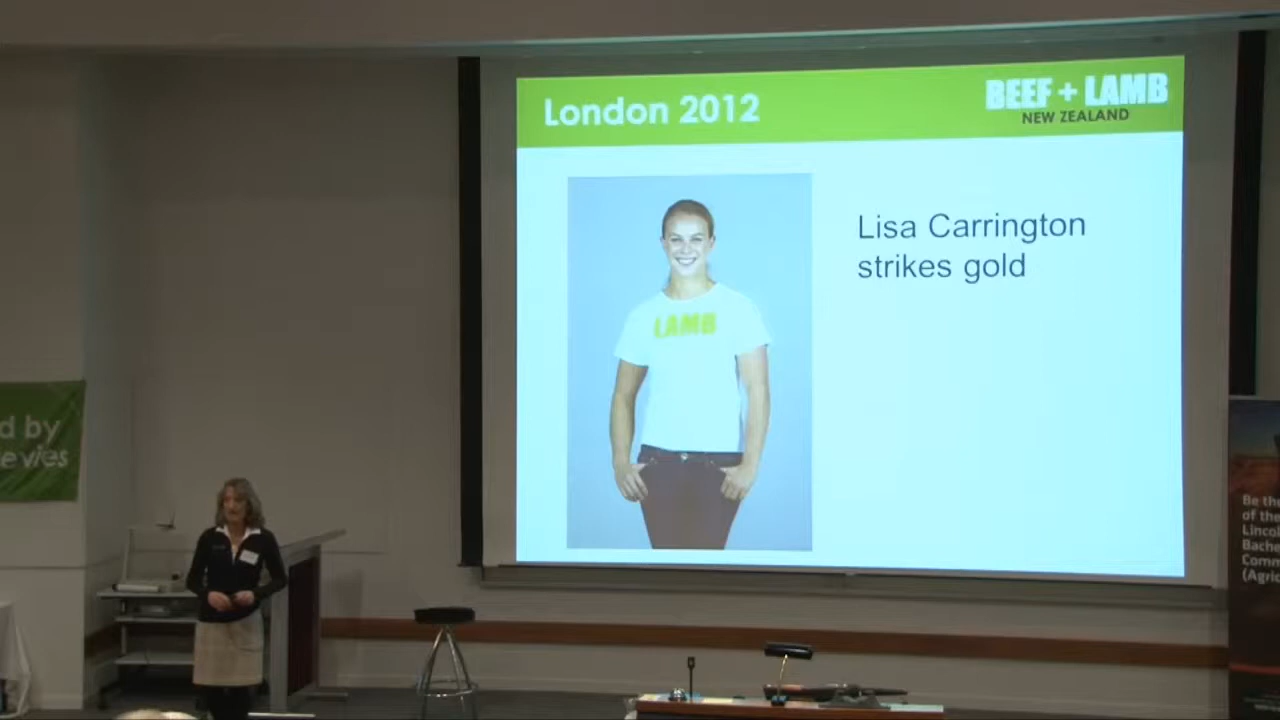 London 2012
BEEF + LAMB
NEW ZEALAND
Lisa Carrington
strikes gold
LAMB
d by
Be the
of the
Lincol
Bache
Comm
(Agric